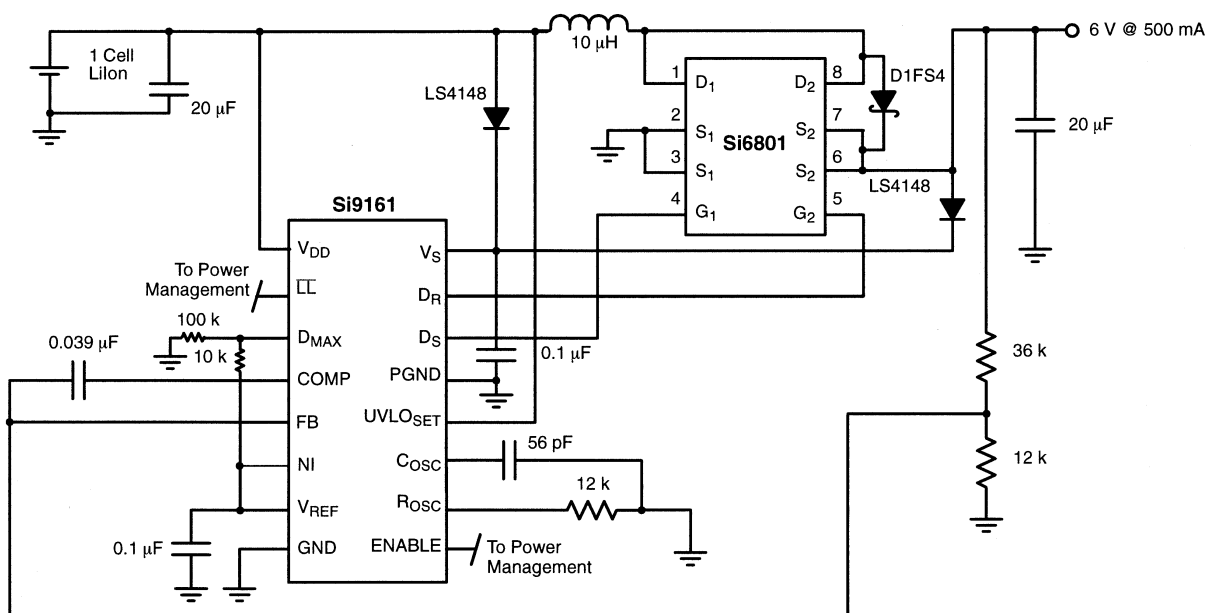 1 Cell
LiIon
20 µF
10 µH
6 V @ 500 mA
LS4148
1
D1
D2
8
D1FS4
2
S1
S2
7
Si6801
3
S1
S2
6
4
G1
G2
5
LS4148
20 µF
Si9161
VDD
VS
To Power
Management
LL
DR
100 k
DMAX
DS
10 k
0.1 µF
0.039 µF
COMP
PGND
36 k
FB
UVLOSET
NI
COSC
56 pF
12 k
VREF
ROSC
12 k
0.1 µF
GND
ENABLE
To Power
Management